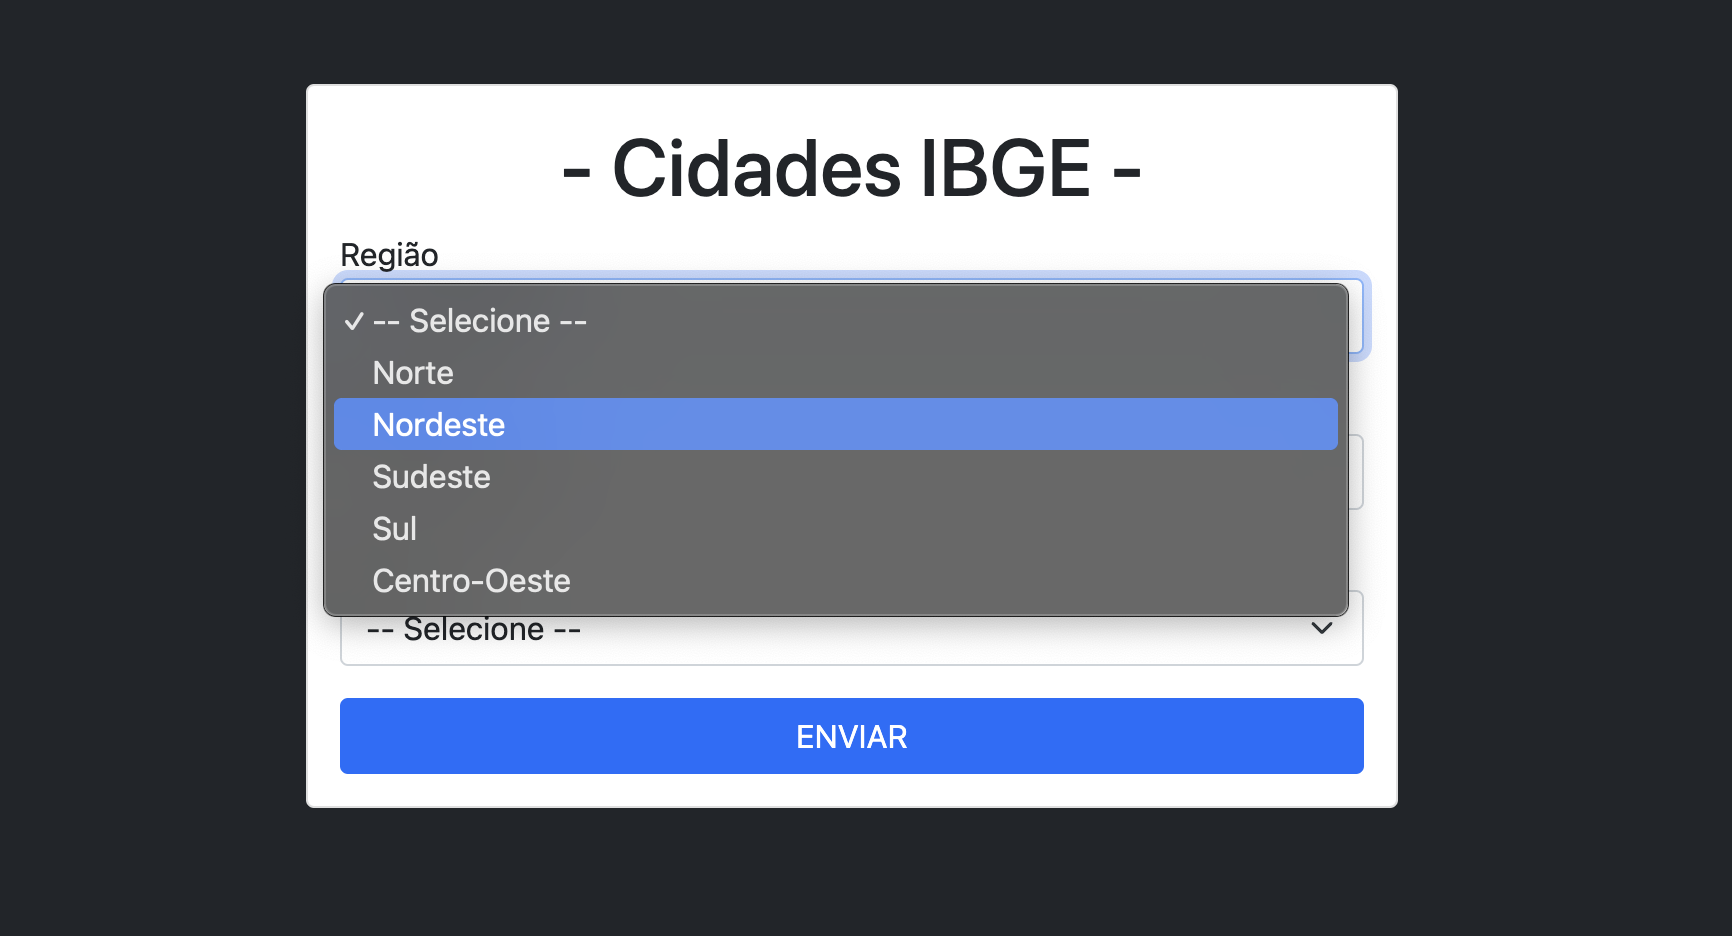 - Cidades IBGE -
Região
✓ -- Selecione --
Norte
Nordeste
Sudeste
Sul
Centro-Oeste
-- Selecione --
ENVIAR